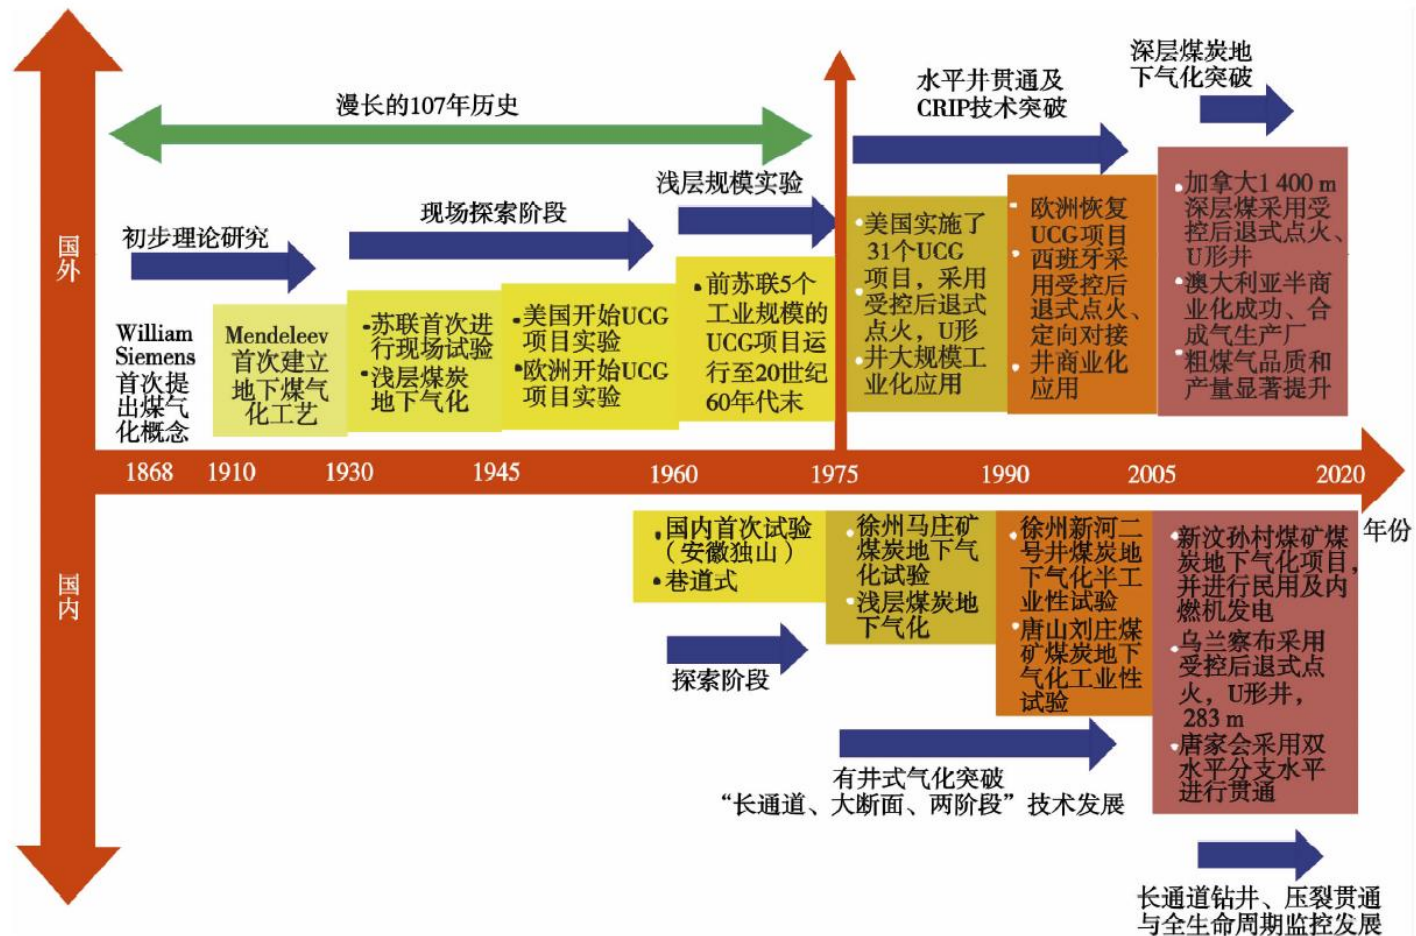 深层煤炭地
下气化突破
水平井贯通及
CRIP技术突破
漫长的107年历史
浅层规模实验
现场探索阶段
初步理论研究
国外
William
Siemens
首次提
出煤气
化概念
Mendeleev
首次建立
地下煤气
化工艺
苏联首次进
行现场试验
浅层煤炭
地下气化
美国开始UCG
项目实验
欧洲开始UCG
项目实验
前苏联5个
工业规模的
UCG项目运
行至20世纪
60年代末
美国实施了
31个UCG
项目，采用
受控后退式
点火，U形
井大规模工
业化应用
欧洲恢复
UCG项目
西班牙采
用受控后
退式点火、
定向对接
井商业化
应用
加拿大1 400 m
深层煤采用受
控后退式点火、
U形井
澳大利亚半商
业化成功、合
成气生产厂
粗煤气品质和
产量显著提升
1868 1910 1930 1945 1960 1975 1990 2005 2020
年份
国内
国内首次试验
（安徽独山）
巷道式
探索阶段
徐州马庄矿
煤炭地下气
化试验
浅层煤炭地
下气化
徐州新河二
号井煤炭地
下气化半工
业性试验
唐山刘庄煤
矿煤炭地下
气化工业性
试验
新汶孙村煤矿煤
炭地下气化项目，
并进行民用及内
燃机发电
乌兰察布采用
受控后退式点
火，U形井，
283 m
唐家会采用双
水平分支水平
进行贯通
有井式气化突破
“长通道、大断面、两阶段”技术发展
长通道钻井、压裂贯通
与全生命周期监控发展